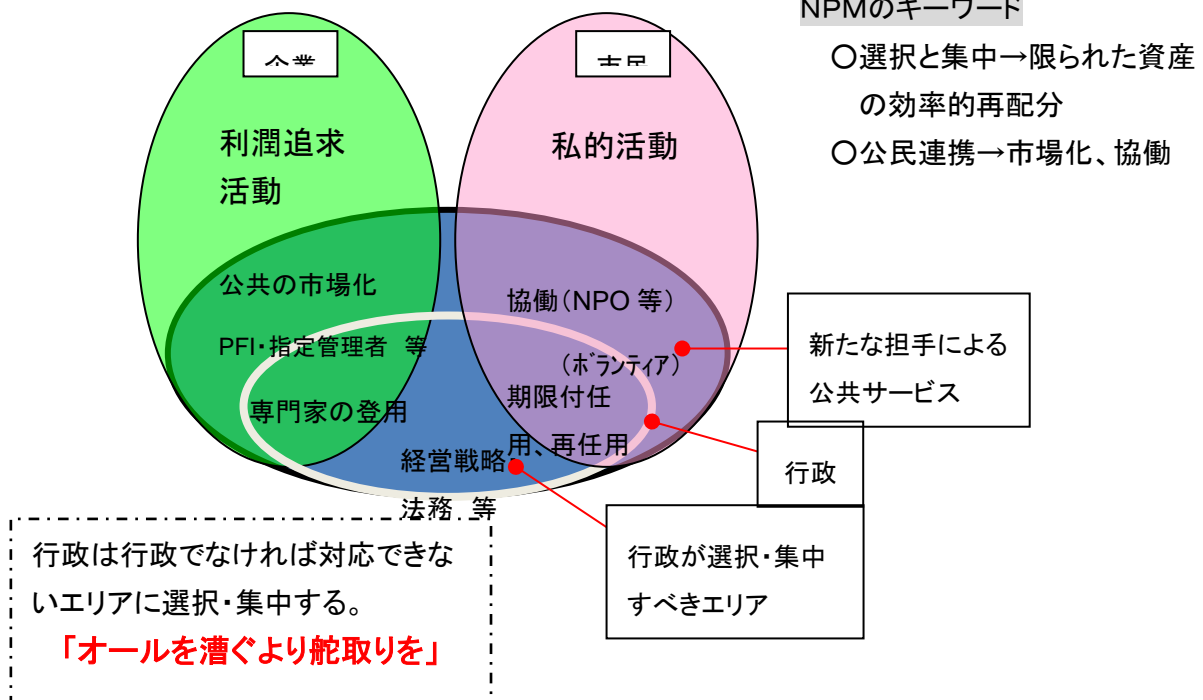 NPMのキーワード
○選択と集中→限られた資産
の効率的再配分
○公民連携→市場化、協働
企業
市民
利潤追求
活動
私的活動
公共の市場化
PFI・指定管理者 等
専門家の登用
協働(NPO 等)
(ボランティア)
期限付任
用、再任用
経営戦略・
法務 等
新たな担手による
公共サービス
行政
行政が選択・集中
すべきエリア
行政は行政でなければ対応できな
いエリアに選択・集中する。
「オールを漕ぐより舵取りを」